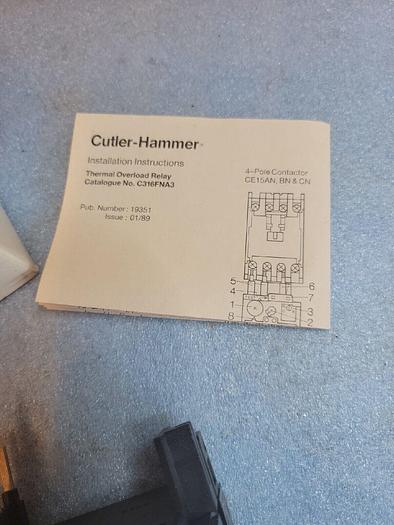 Cutler-Hammer
Installation Instructions
Thermal Overload Relay
Catalogue No. C316FNA3
Pub. Number: 19351
Issue: 01/89
4-Pole Contactor
CE15AN, BN & CN
5
6
4
7
1
3
8
2